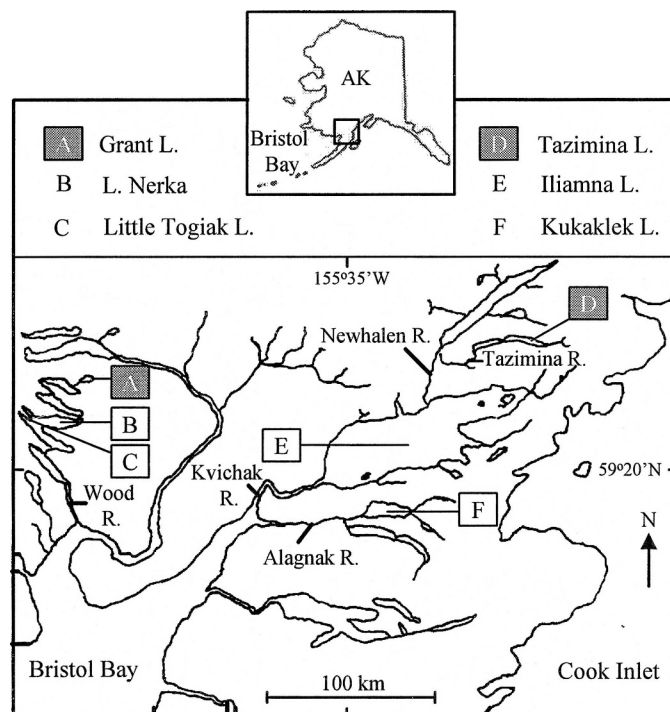 AK
Bristol
Bay
A Grant L.
B L. Nerka
C Little Togiak L.
D Tazimina L.
E Iliamna L.
F Kukaklek L.
155º35'W
D
Newhalen R.
Tazimina R.
A
B
C
E
Kvichak
R.
59º20'N
Wood
R.
F
N
Alagnak R.
Bristol Bay
100 km
Cook Inlet